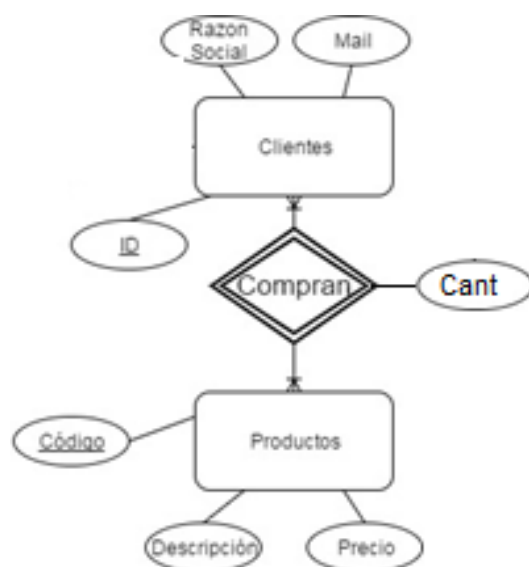 Razon
Social
Mail
Clientes
ID
Compran
Cant
Código
Productos
Descripción
Precio